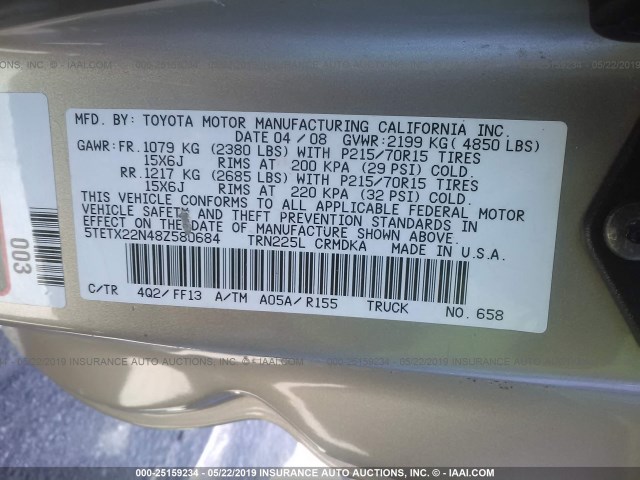 MFD. BY: TOYOTA MOTOR MANUFACTURING CALIFORNIA INC.
DATE 04 / 08 GVWR:2199 KG( 4850 LBS)
GAWR:FR. 1079 KG (2380 LBS) WITH P215/70R15 TIRES
15X6J RIMS AT 200 KPA (29 PSI) COLD.
RR. 1217 KG (2685 LBS) WITH P215/70R15 TIRES
15X6J RIMS AT 220 KPA (32 PSI) COLD.
THIS VEHICLE CONFORMS TO ALL APPLICABLE FEDERAL MOTOR
VEHICLE SAFETY AND THEFT PREVENTION STANDARDS IN
EFFECT ON THE DATE OF MANUFACTURE SHOWN ABOVE.
5TETX22N48Z580684 TRN225L CRMDKA MADE IN U.S.A.
C/TR 4Q2/FF13 A/TM A05A/R155 TRUCK NO. 658
003
000-25159234 - 05/22/2019 INSURANCE AUTO AUCTIONS, INC. - © IAAI.COM